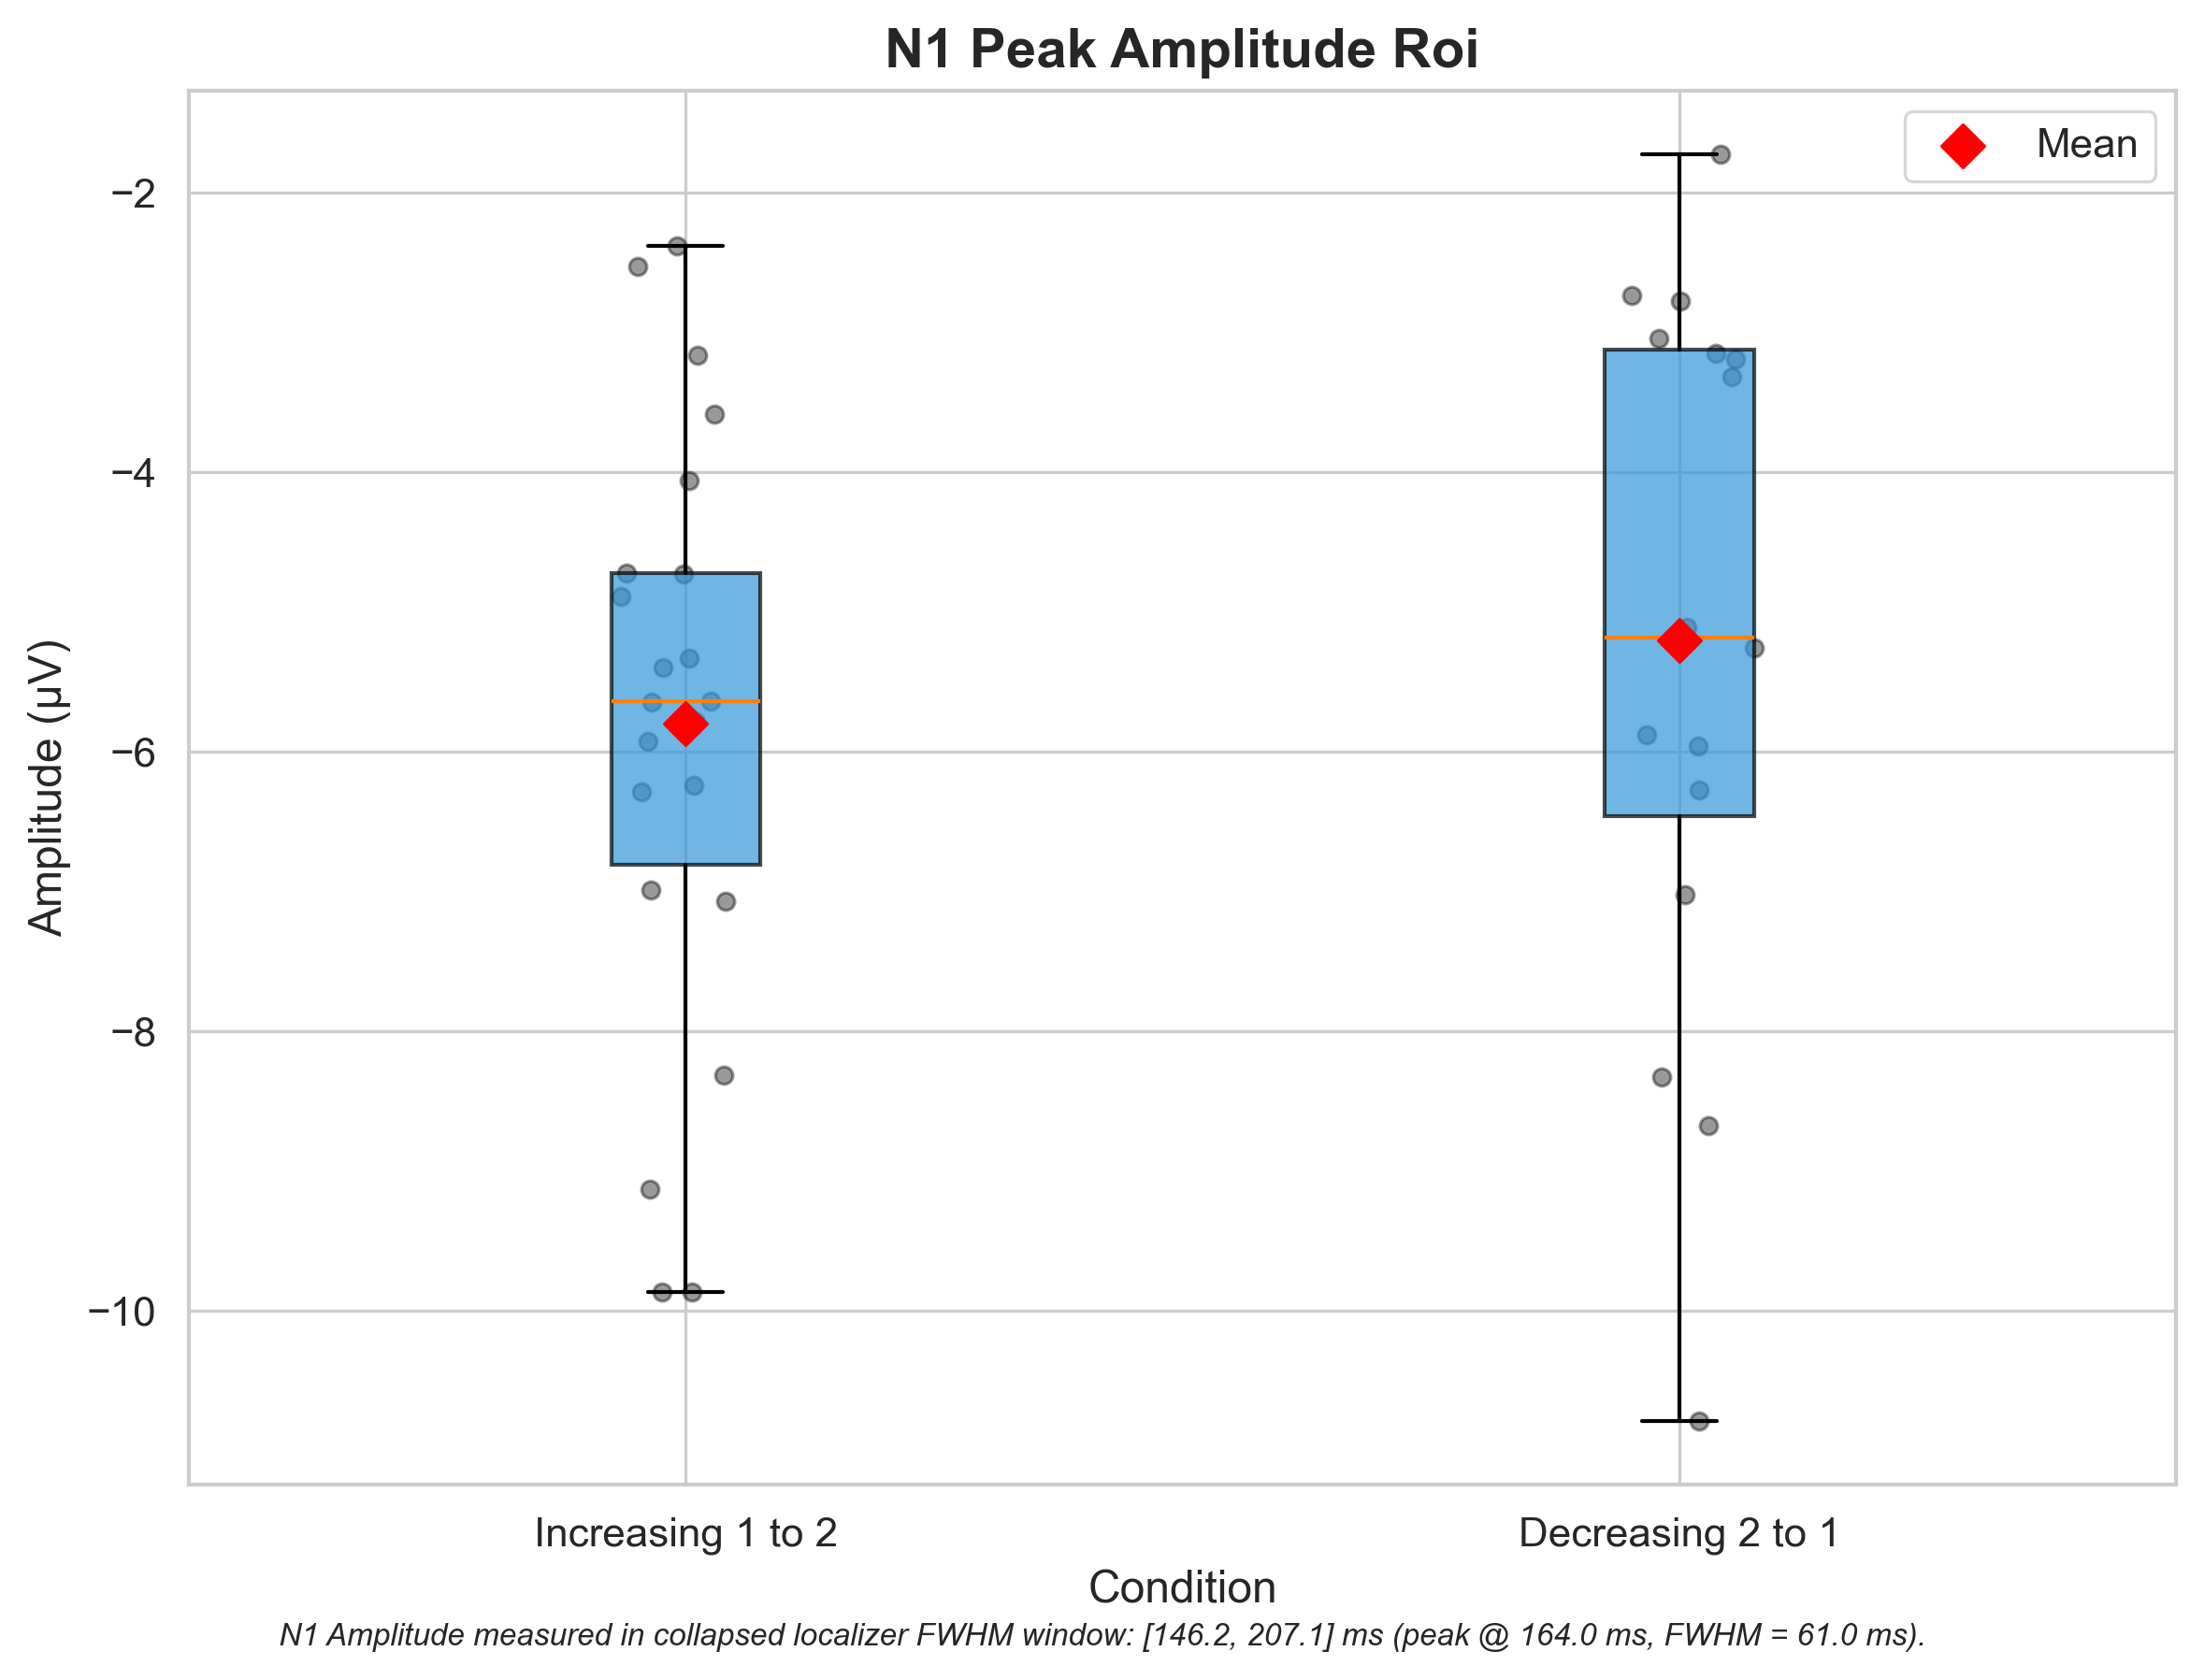 N1 Peak Amplitude Roi
Mean
−2
−4
−6
−8
−10
Amplitude (μV)
Increasing 1 to 2
Decreasing 2 to 1
Condition
N1 Amplitude measured in collapsed localizer FWHM window: [146.2, 207.1] ms (peak @ 164.0 ms, FWHM = 61.0 ms).